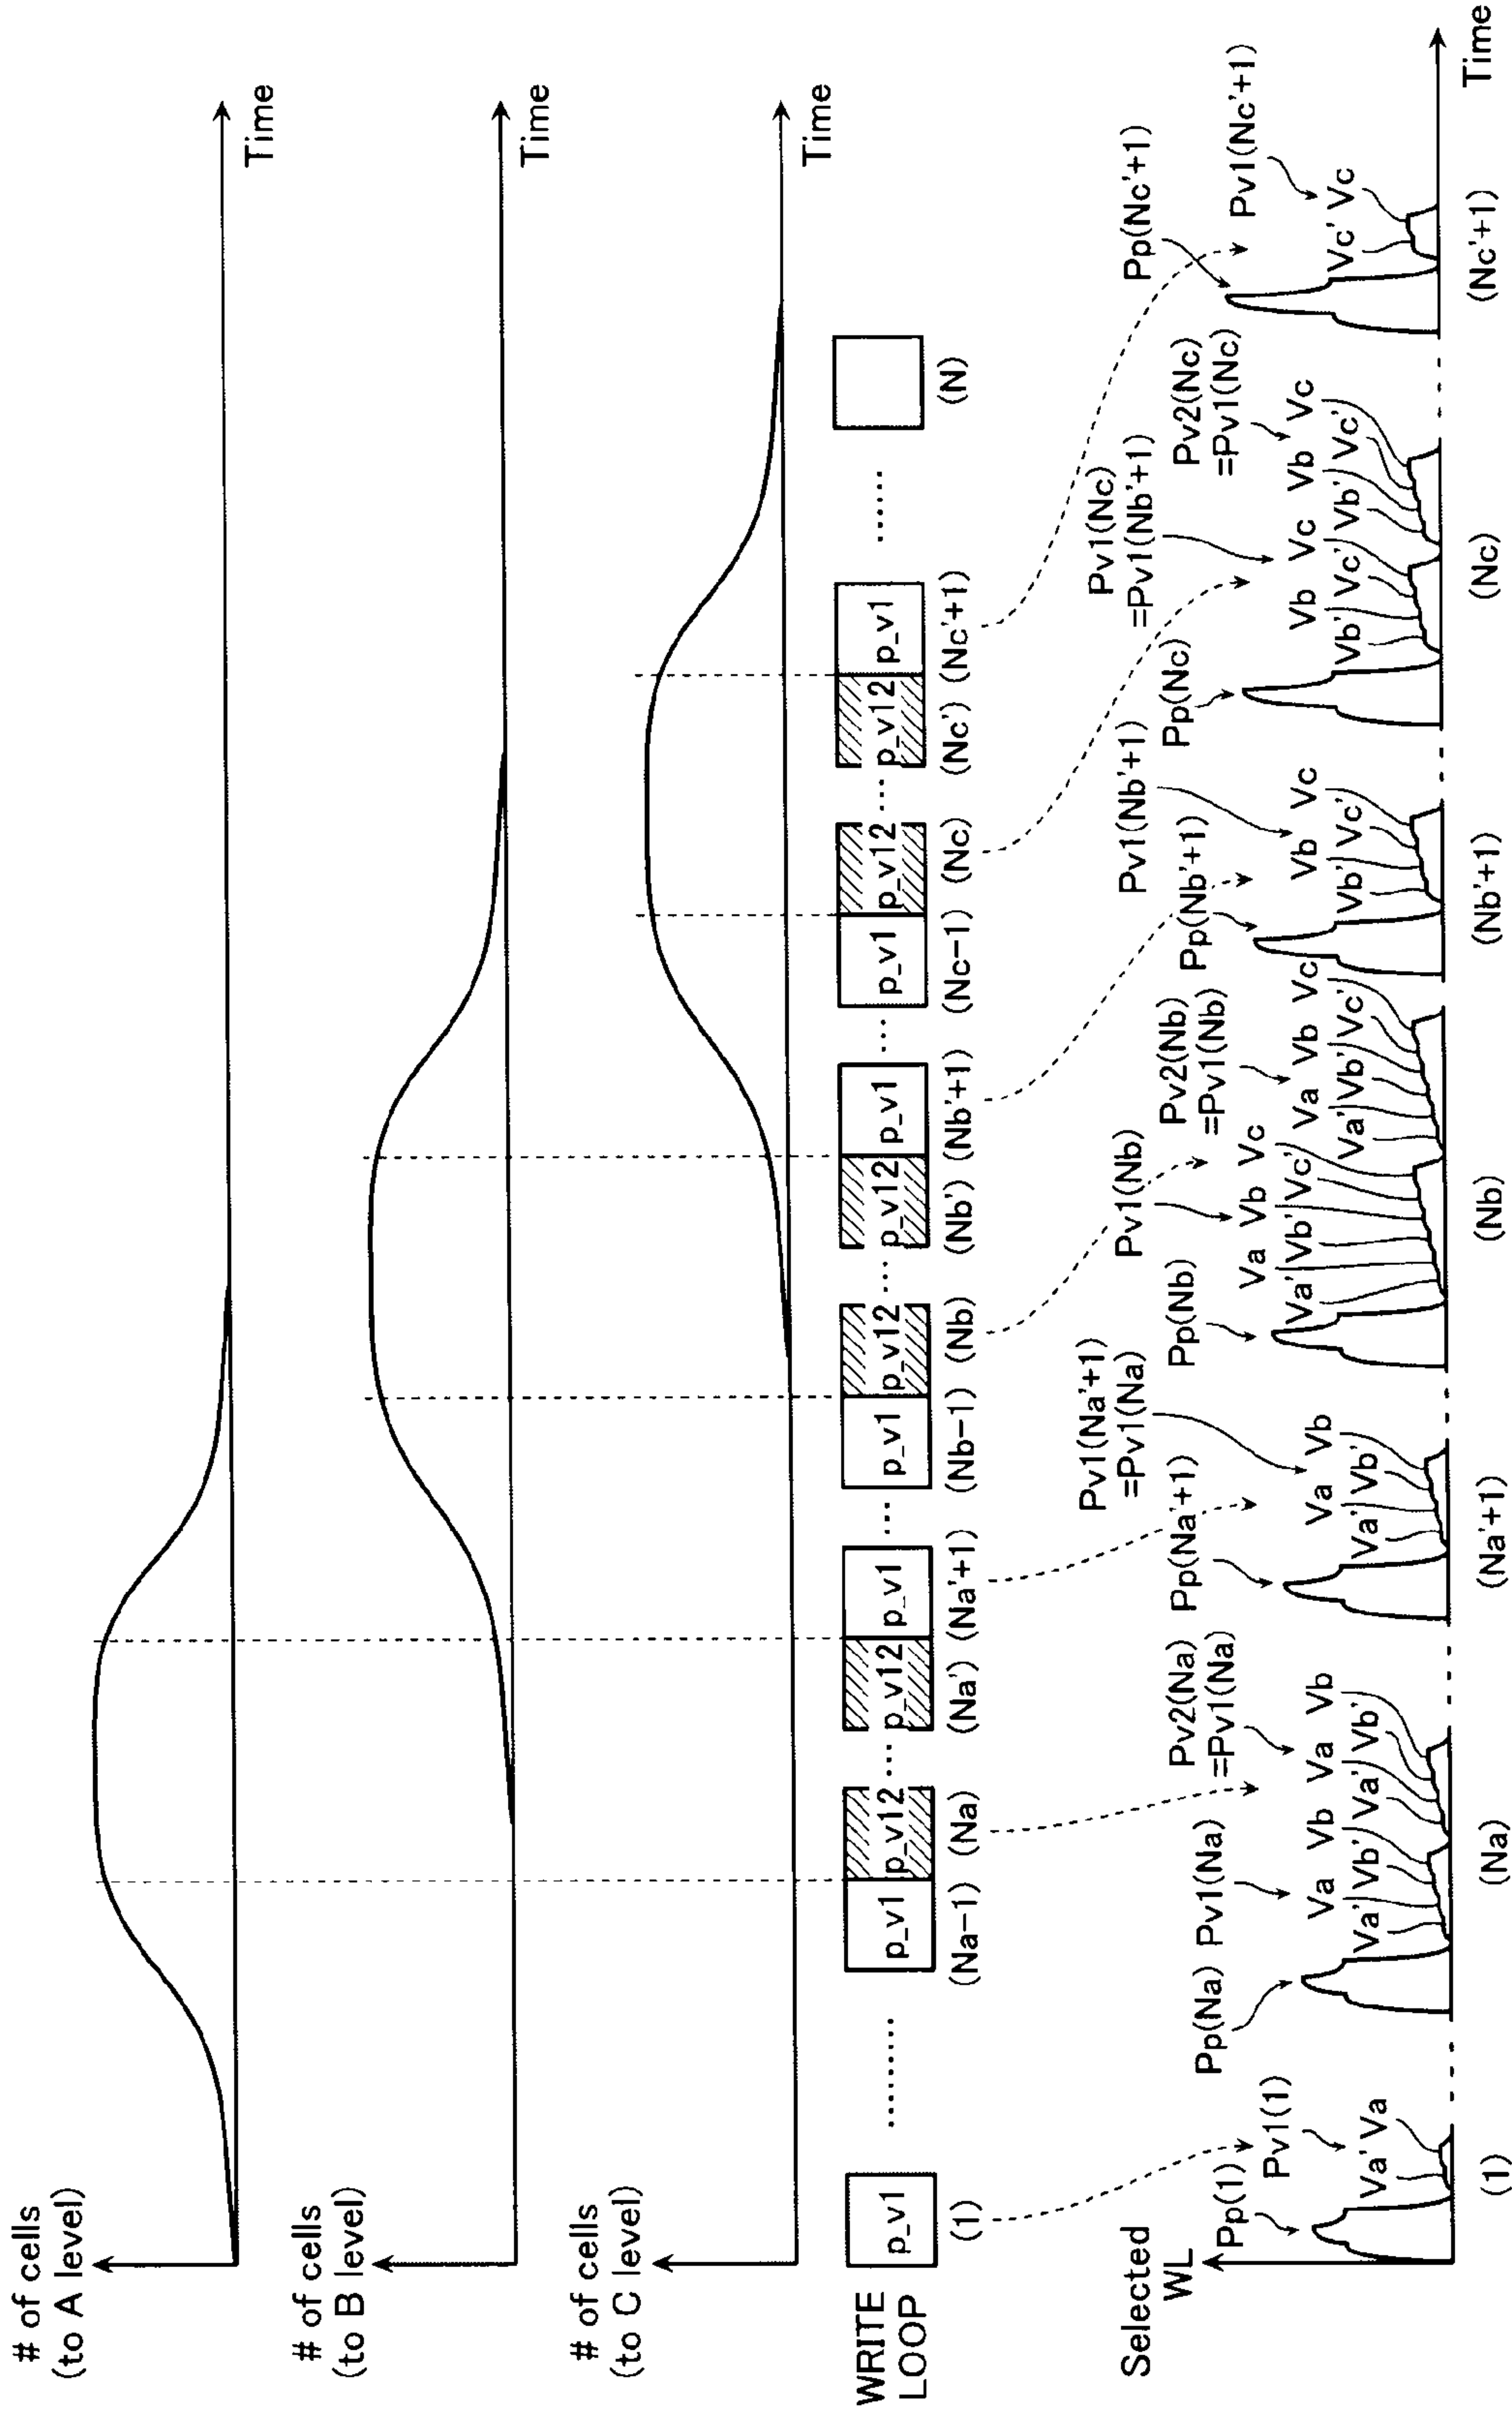 # of cells
(to A level)
Time
# of cells
(to B level)
Time
# of cells
(to C level)
Time
WRITE
LOOP
p_v1
........
p_v1
p_v12
...
p_v12
p_v1
...
p_v1
p_v12
...
p_v12
p_v1
...
p_v1
p_v12
...
p_v12
p_v1
......
(1)
(Na-1)
(Na)
(Na')
(Na'+1)
(Nb-1)
(Nb)
(Nb')
(Nb'+1)
(Nc-1)
(Nc)
(Nc')
(Nc'+1)
(N)
Selected
WL
Pp(1)
Pv1(1)
Va' Va
Pp(Na)
Pv1(Na)
Va Vb
Va' Vb'
Pv2(Na)
=Pv1(Na)
Va Vb
Va' Vb'
Pp(Na'+1)
Pv1(Na'+1)
=Pv1(Na)
Va Vb
Va' Vb'
Pp(Nb)
Pv1(Nb)
Va Vb Vc
Va' Vb' Vc'
Pv2(Nb)
=Pv1(Nb)
Va Vb Vc
Va' Vb' Vc'
Pp(Nb'+1)
Pv1(Nb'+1)
Vb Vc
Vb' Vc'
Pp(Nc)
Pv1(Nc)
=Pv1(Nb'+1)
Vb Vc
Vb' Vc'
Pv2(Nc)
=Pv1(Nc)
Vb Vc
Vb' Vc'
Pp(Nc'+1)
Pv1(Nc'+1)
Vc' Vc
Time
(1)
(Na)
(Na'+1)
(Nb)
(Nb'+1)
(Nc)
(Nc'+1)